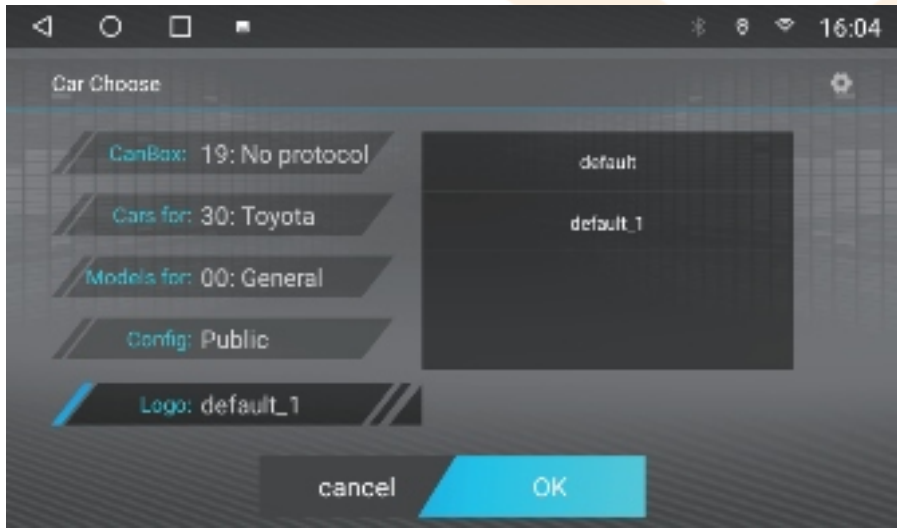 16:04
Car Choose
CanBox: 19: No protocol
Cars for: 30: Toyota
Models for: 00: General
Config: Public
Logo: default_1
default
default_1
cancel
OK